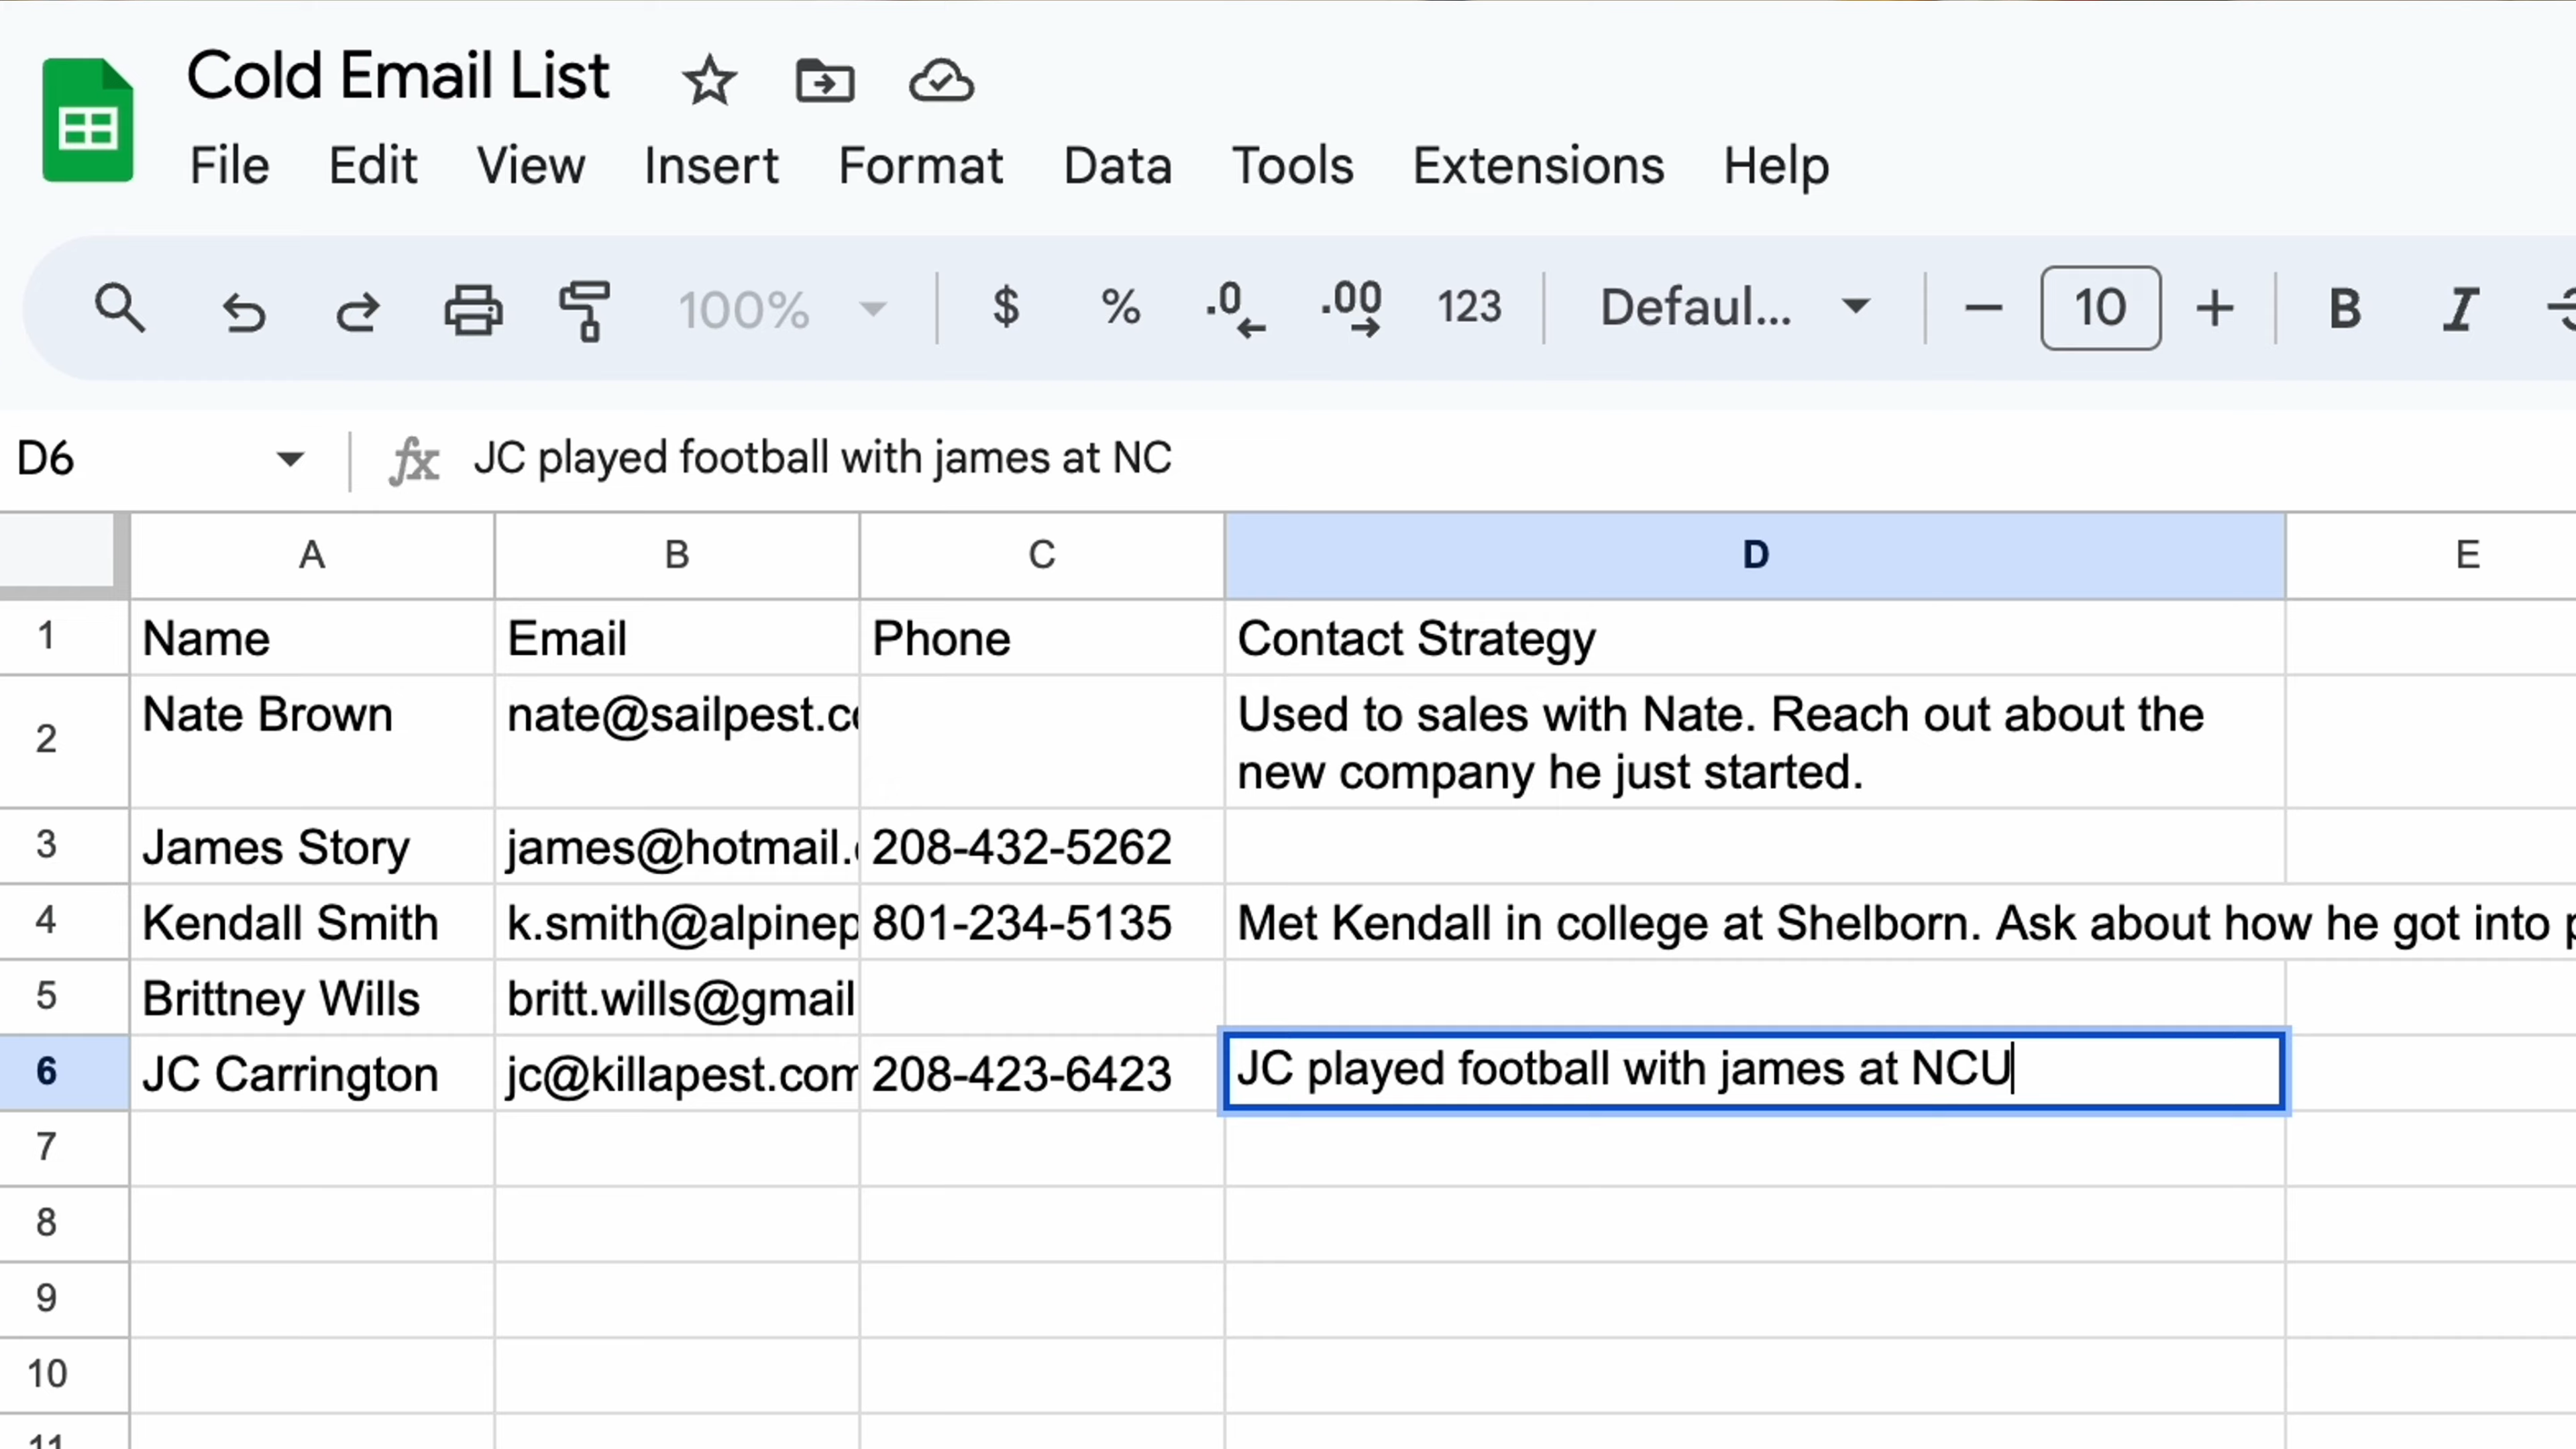 Cold Email List
File Edit View Insert Format Data Tools Extensions Help
100% $ % .0 .00 123 Defaul... 10 B I
D6 fx JC played football with james at NC
A B C D E
1 Name Email Phone Contact Strategy
2 Nate Brown nate@sailpest.co Used to sales with Nate. Reach out about the
new company he just started.
3 James Story james@hotmail. 208-432-5262
4 Kendall Smith k.smith@alpinep 801-234-5135 Met Kendall in college at Shelborn. Ask about how he got into p
5 Brittney Wills britt.wills@gmail
6 JC Carrington jc@killapest.com 208-423-6423 JC played football with james at NCU
7
8
9
10
11